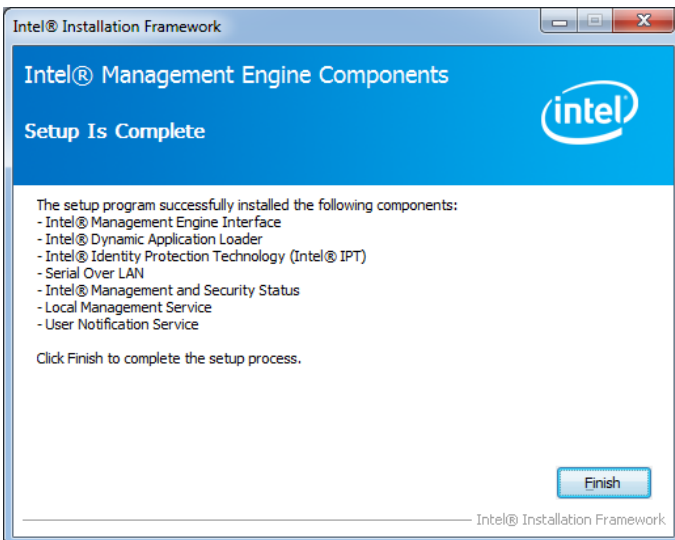 Intel® Installation Framework
Intel® Management Engine Components
intel®
Setup Is Complete
The setup program successfully installed the following components:
- Intel® Management Engine Interface
- Intel® Dynamic Application Loader
- Intel® Identity Protection Technology (Intel® IPT)
- Serial Over LAN
- Intel® Management and Security Status
- Local Management Service
- User Notification Service
Click Finish to complete the setup process.
Finish
Intel® Installation Framework